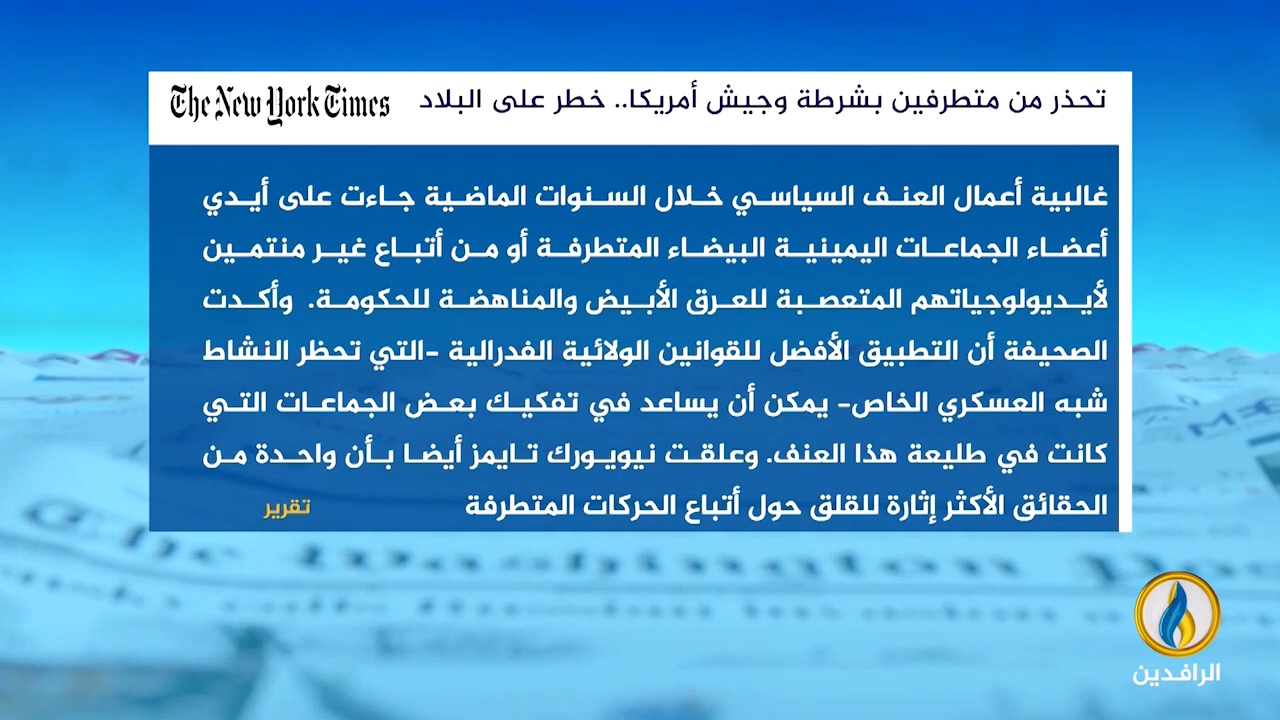 The New York Times
تحذر من متطرفين بشرطة وجيش أمريكا.. خطر على البلاد
غالبية أعمال العنف السياسي خلال السنوات الماضية جاءت على أيدي
أعضاء الجماعات اليمينية البيضاء المتطرفة أو من أتباع غير منتمين
لأيديولوجياتهم المتعصبة للعرق الأبيض والمناهضة للحكومة. وأكدت
الصحيفة أن التطبيق الأفضل للقوانين الولائية الفدرالية -التي تحظر النشاط
شبه العسكري الخاص- يمكن أن يساعد في تفكيك بعض الجماعات التي
كانت في طليعة هذا العنف. وعلقت نيويورك تايمز أيضا بأن واحدة من
الحقائق الأكثر إثارة للقلق حول أتباع الحركات المتطرفة
تقرير
The Washington
الرافدين